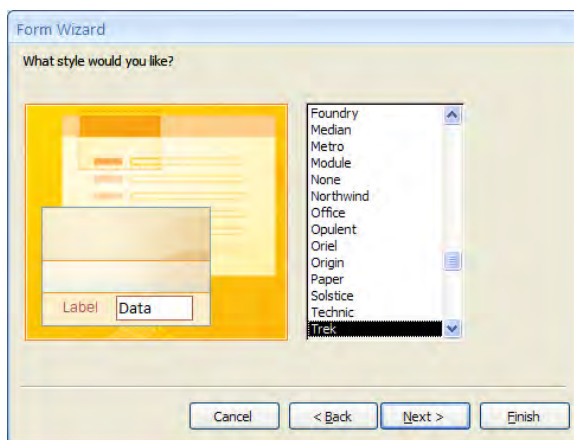 Form Wizard
What style would you like?
Foundry
Median
Metro
Module
None
Northwind
Office
Opulent
Oriel
Origin
Paper
Solstice
Technic
Trek
Label Data
Cancel < Back Next > Finish